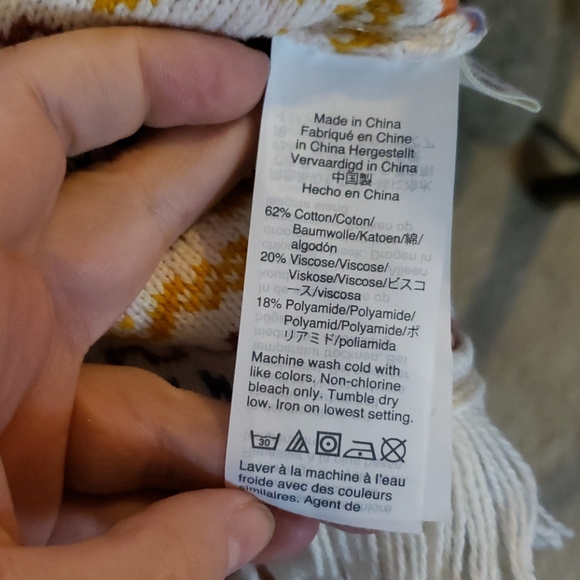 Made in China
Fabriqué en Chine
in China Hergestellt
Vervaardigd in China
中国製
Hecho en China
62% Cotton/Coton/
Baumwolle/Katoen/綿/
algodón
20% Viscose/Viscose/
Viskose/Viscose/ビスコ
ース/viscosa
18% Polyamide/Polyamide/
Polyamid/Polyamide/ポ
リアミド/poliamida
Machine wash cold with
like colors. Non-chlorine
bleach only. Tumble dry
low. Iron on lowest setting.
30
Laver à la machine à l'eau
froide avec des couleurs
similaires. Agent de